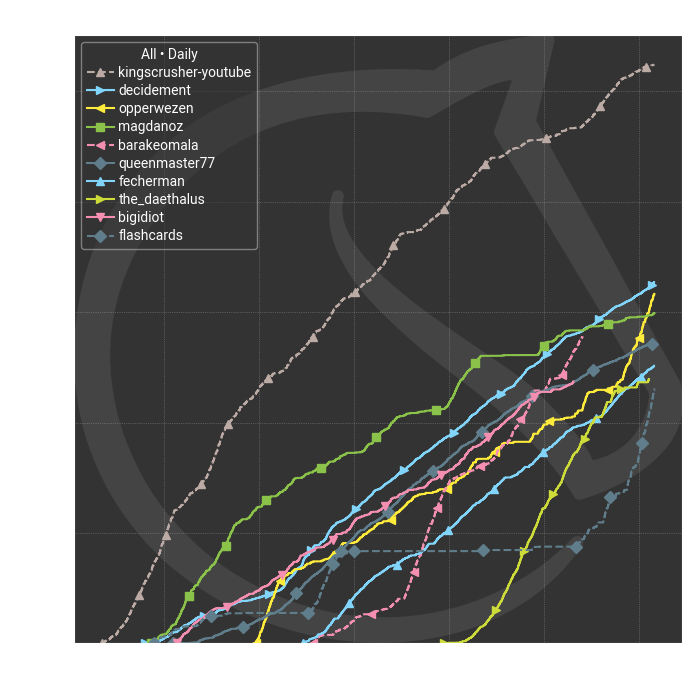 All • Daily
kingscrusher-youtube
decidement
opperwezen
magdanoz
barakeomala
queenmaster77
fecherman
the_daethalus
bigidiot
flashcards